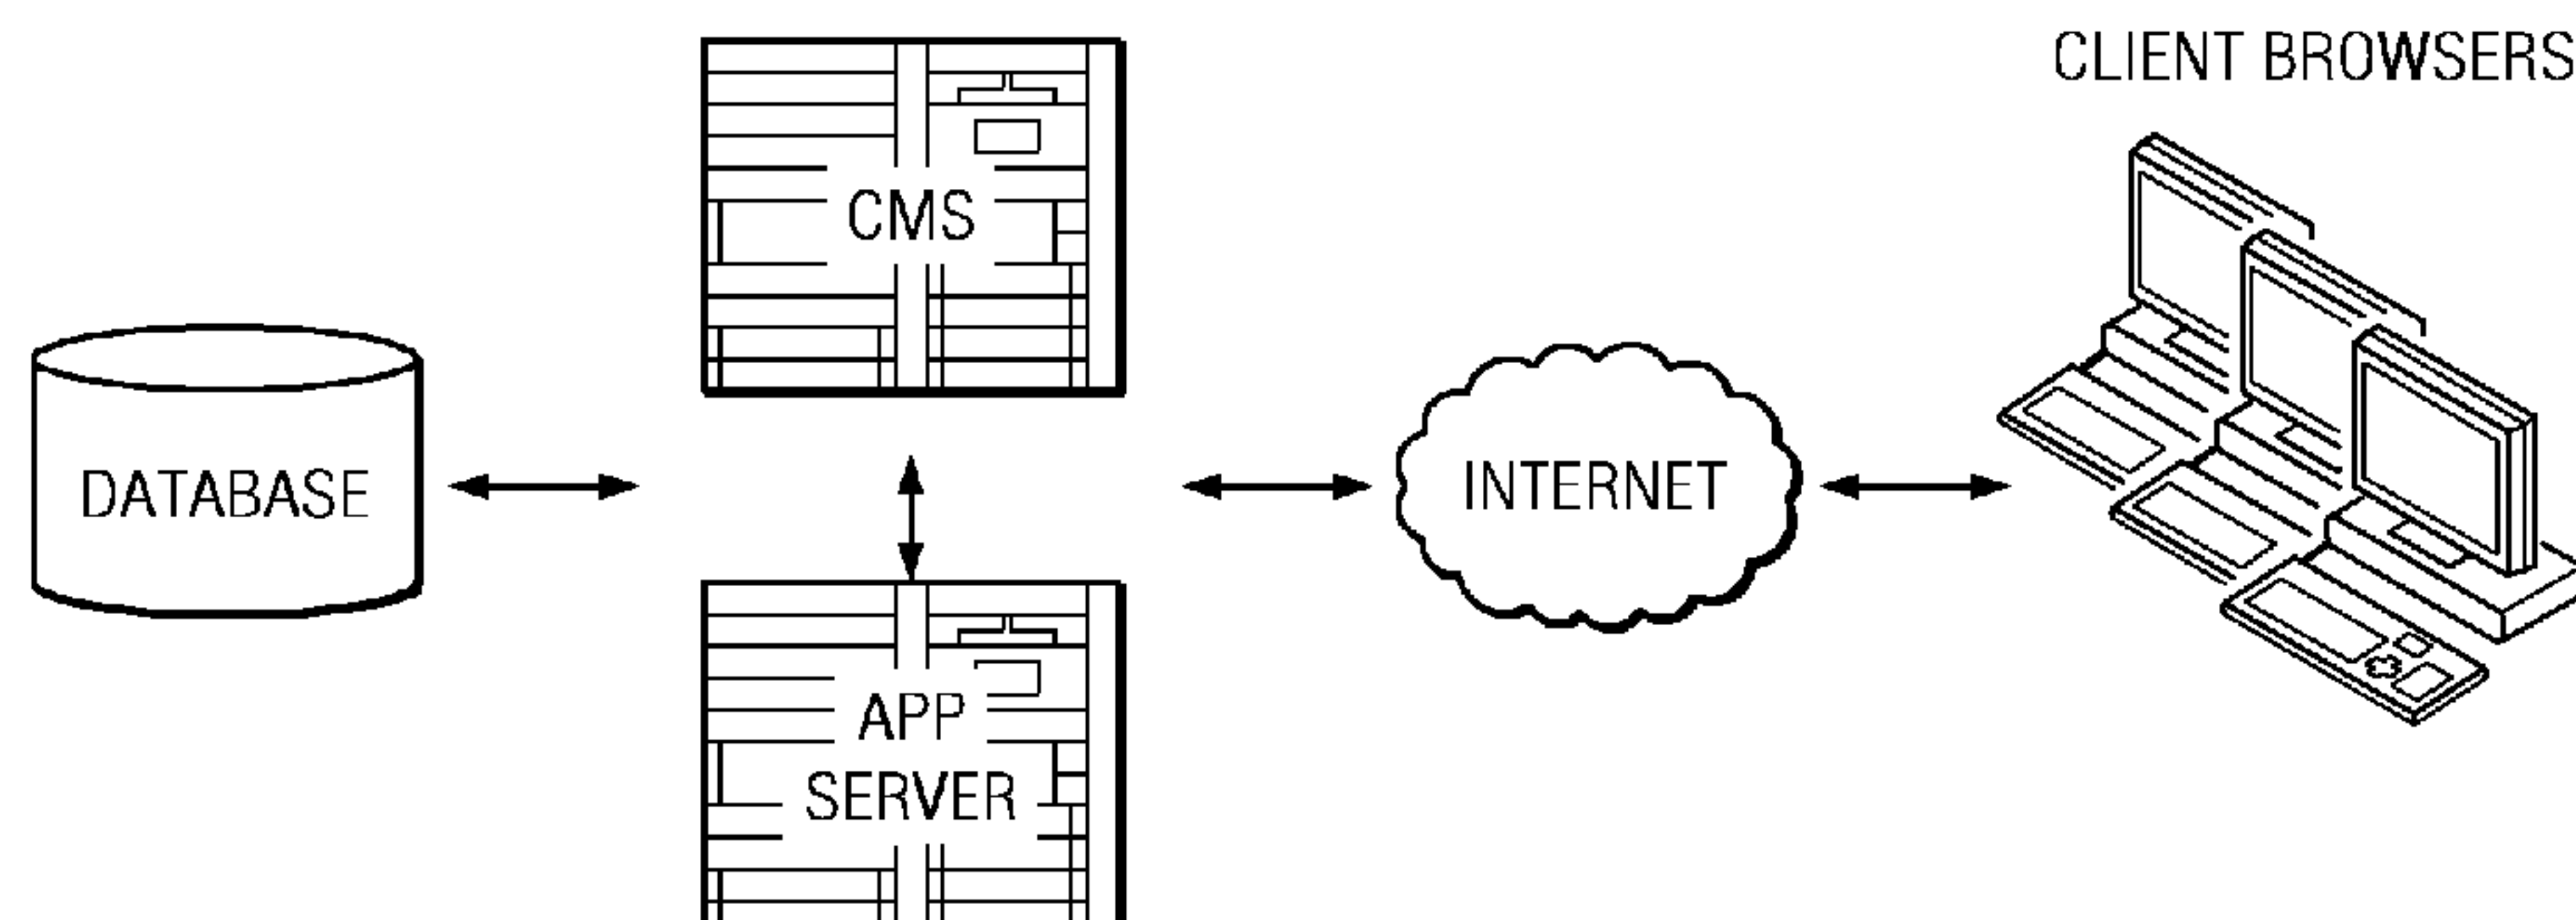 CLIENT BROWSERS
CMS
DATABASE
INTERNET
APP
SERVER